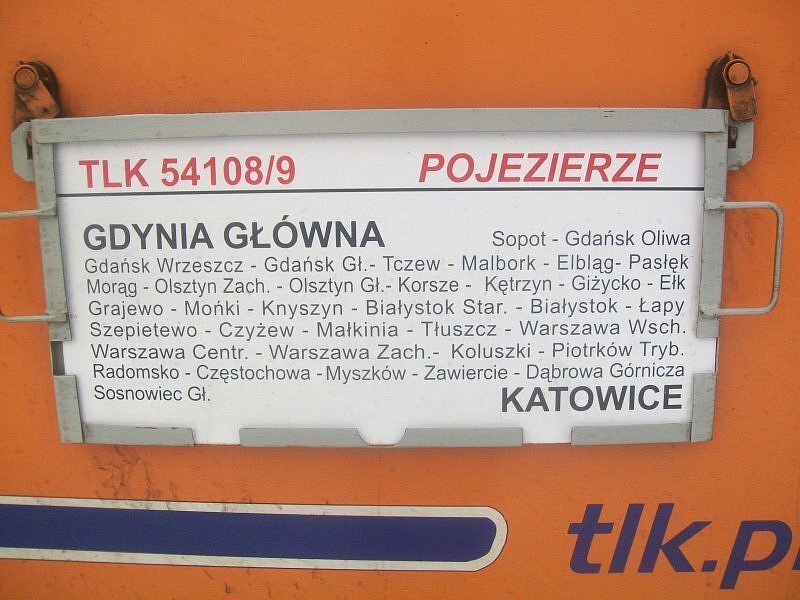 TLK 54108/9 POJEZIERZE
GDYNIA GŁÓWNA Sopot - Gdańsk Oliwa
Gdańsk Wrzeszcz - Gdańsk Gł.- Tczew - Malbork - Elbląg- Pasłęk
Morąg - Olsztyn Zach. - Olsztyn Gł.- Korsze - Kętrzyn - Giżycko - Ełk
Grajewo - Mońki - Knyszyn - Białystok Star. - Białystok - Łapy
Szepietewo - Czyżew - Małkinia - Tłuszcz - Warszawa Wsch.
Warszawa Centr. - Warszawa Zach.- Koluszki - Piotrków Tryb.
Radomsko - Częstochowa -Myszków - Zawiercie - Dąbrowa Górnicza
Sosnowiec Gł. KATOWICE
tlk.pl